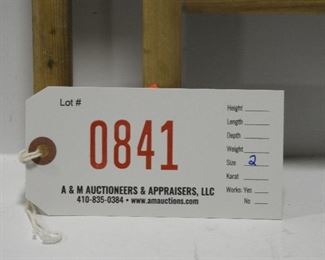 Lot #
0841
A & M AUCTIONEERS & APPRAISERS, LLC
410-835-0384 • www.amauctions.com
Height
Length
Depth
Weight
Size 2
Karat
Works: Yes
No